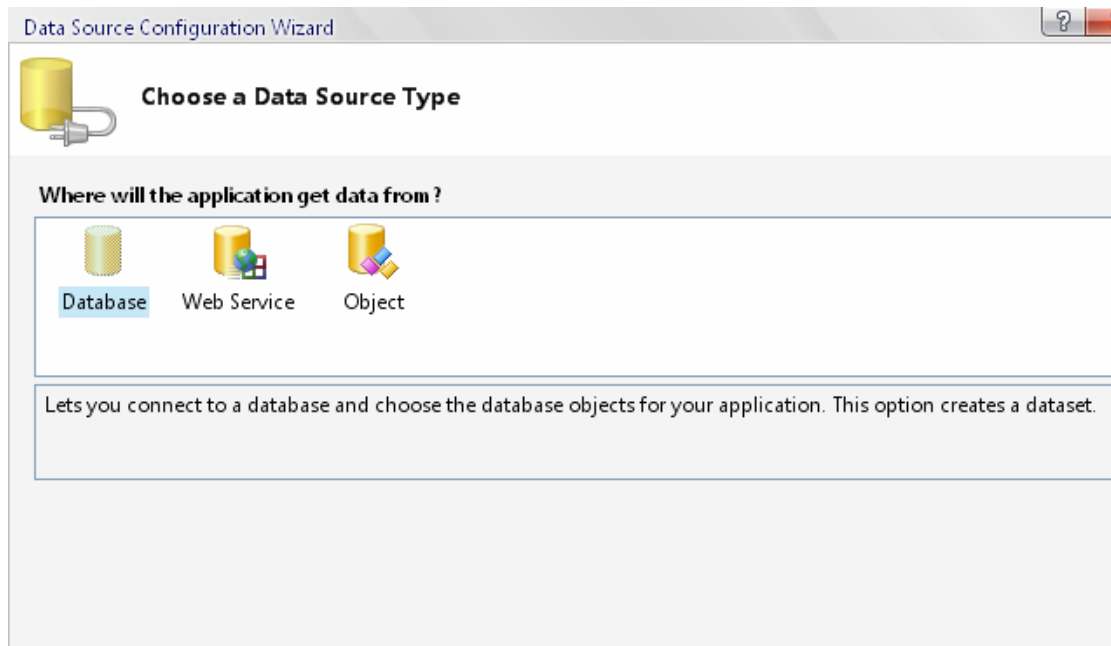 Data Source Configuration Wizard
?
Choose a Data Source Type
Where will the application get data from ?
Database Web Service Object
Lets you connect to a database and choose the database objects for your application. This option creates a dataset.